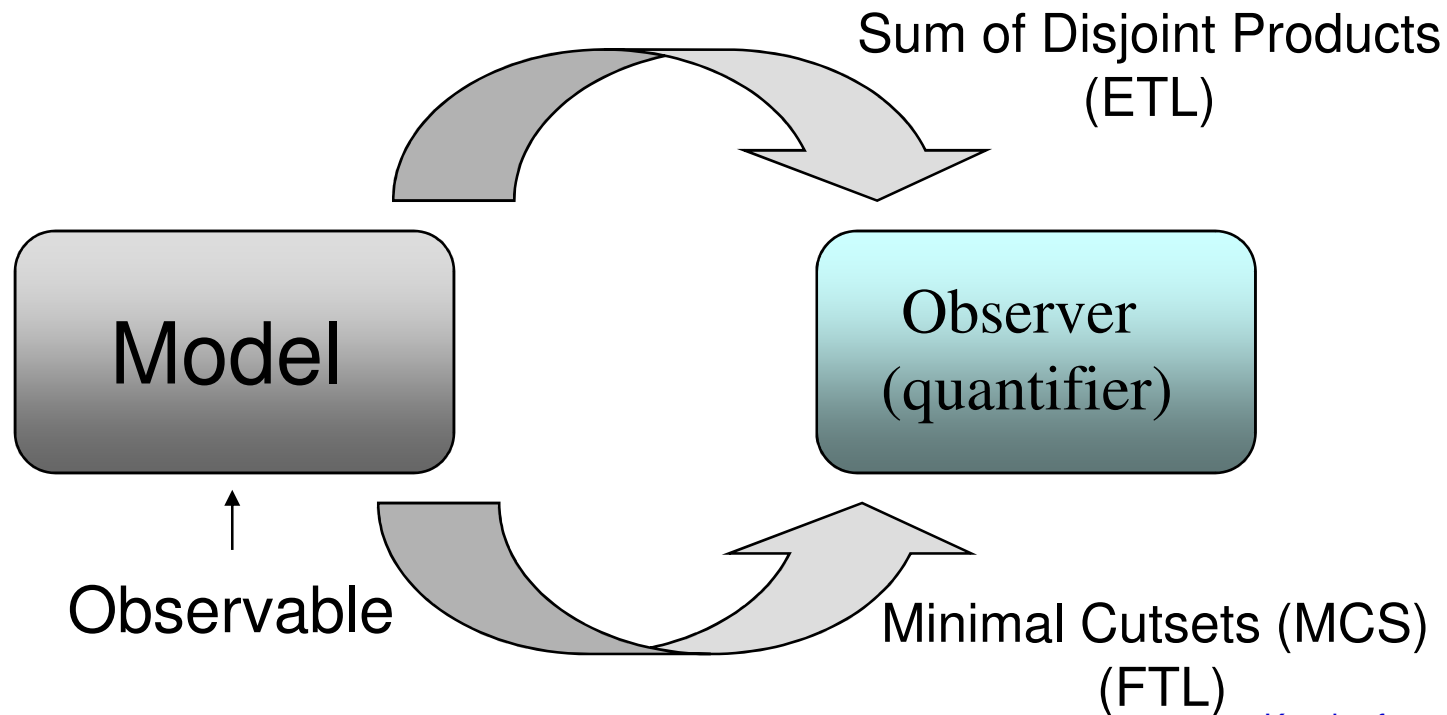 Sum of Disjoint Products
(ETL)
Model
Observer
(quantifier)
Observable
Minimal Cutsets (MCS)
(FTL)